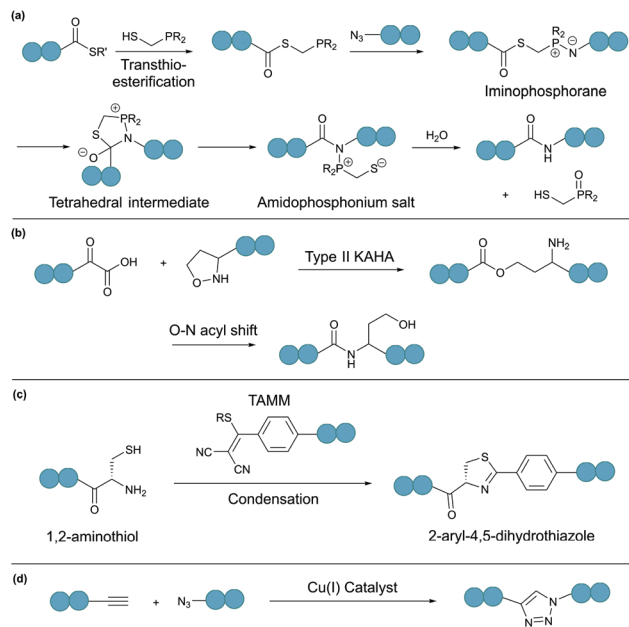 (a)
O
SR'
HS PR₂
Transthio-
esterification
O
S PR₂
N₃
O
S
R₂
P
⊕
⊖
N
Iminophosphorane
⊕
PR₂
S
N
⊖
O
Tetrahedral intermediate
O
N
R₂P
⊕
S
⊖
Amidophosphonium salt
H₂O
O
N
H
+
HS
O
PR₂
(b)
O
OH
O
+
O
NH
Type II KAHA
O
O
NH₂
O-N acyl shift
O
N
H
OH
(c)
TAMM
RS
CN
CN
SH
NH₂
O
1,2-aminothiol
Condensation
S
N
O
2-aryl-4,5-dihydrothiazole
(d)
+
N₃
Cu(I) Catalyst
N
N
N